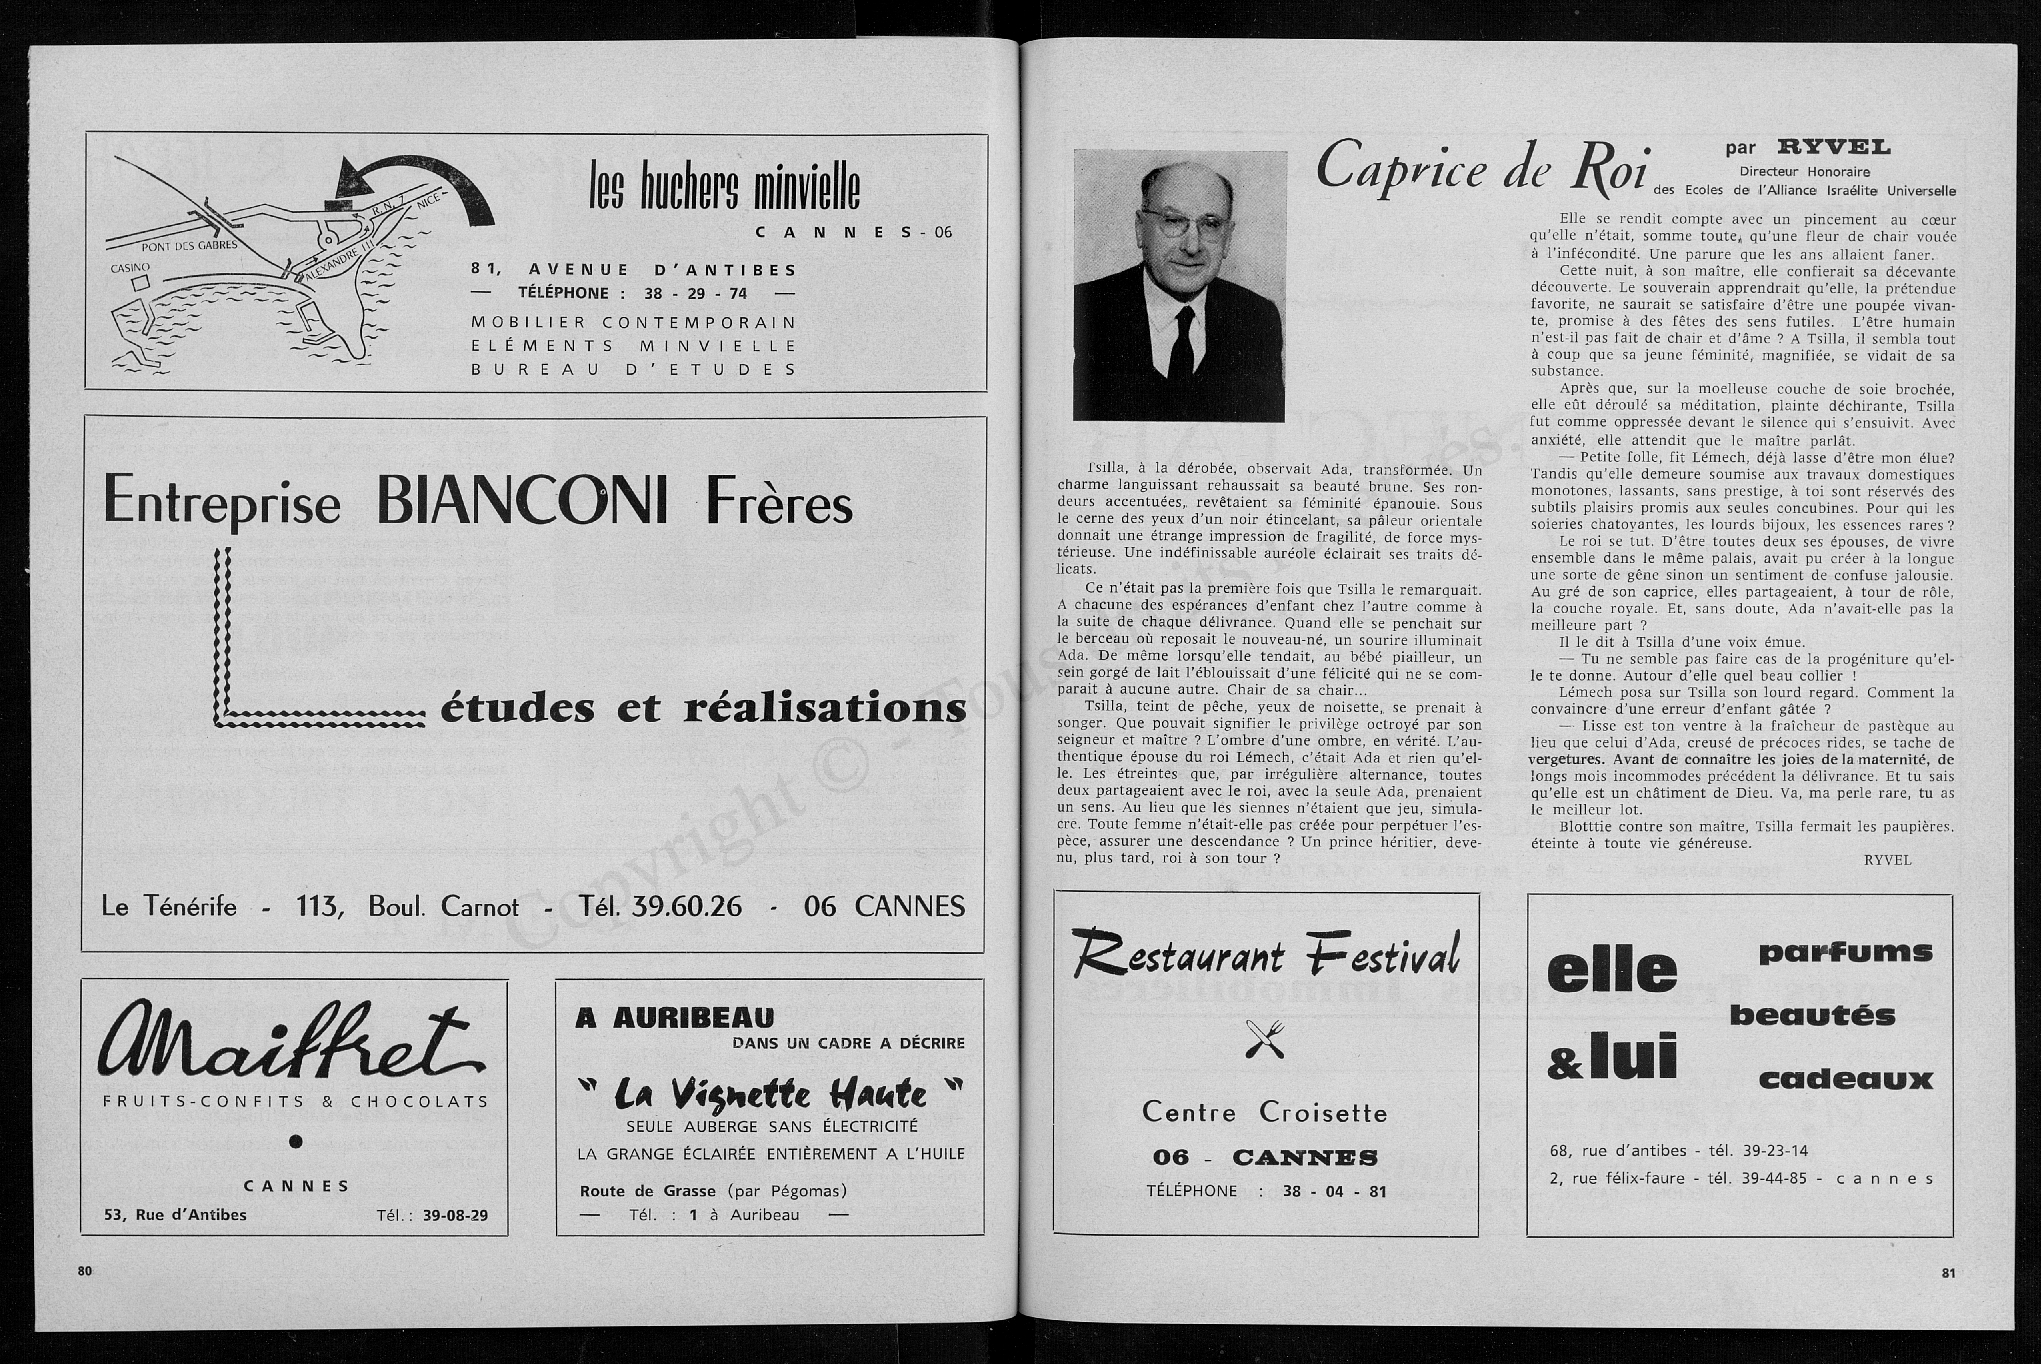 les huchers minvielle
CANNES - 06
R.N. 7
NICE
PONT DES GABRES
CASINO
ALEXANDRE III
81, AVENUE D'ANTIBES
— TÉLÉPHONE : 38 - 29 - 74 —
MOBILIER CONTEMPORAIN
ELÉMENTS MINVIELLE
BUREAU D'ETUDES
Entreprise BIANCONI Frères
études et réalisations
Le Ténérife - 113, Boul. Carnot - Tél. 39.60.26 - 06 CANNES
Maiffret
FRUITS-CONFITS & CHOCOLATS
CANNES
53, Rue d'Antibes Tél. : 39-08-29
A AURIBEAU
DANS UN CADRE A DÉCRIRE
" La Vignette Haute "
SEULE AUBERGE SANS ÉLECTRICITÉ
LA GRANGE ÉCLAIRÉE ENTIÈREMENT A L'HUILE
Route de Grasse (par Pégomas)
— Tél. : 1 à Auribeau —
80
Caprice de Roi
par RYVEL
Directeur Honoraire
des Ecoles de l'Alliance Israélite Universelle
Tsilla, à la dérobée, observait Ada, transformée. Un
charme languissant rehaussait sa beauté brune. Ses ron-
deurs accentuées, revêtaient sa féminité épanouie. Sous
le cerne des yeux d'un noir étincelant, sa pâleur orientale
donnait une étrange impression de fragilité, de force mys-
térieuse. Une indéfinissable auréole éclairait ses traits dé-
licats.
Ce n'était pas la première fois que Tsilla le remarquait.
A chacune des espérances d'enfant chez l'autre comme à
la suite de chaque délivrance. Quand elle se penchait sur
le berceau où reposait le nouveau-né, un sourire illuminait
Ada. De même lorsqu'elle tendait, au bébé piailleur, un
sein gorgé de lait l'éblouissait d'une félicité qui ne se com-
parait à aucune autre. Chair de sa chair...
Tsilla, teint de pêche, yeux de noisette, se prenait à
songer. Que pouvait signifier le privilège octroyé par son
seigneur et maître ? L'ombre d'une ombre, en vérité. L'au-
thentique épouse du roi Lémech, c'était Ada et rien qu'el-
le. Les étreintes que, par irrégulière alternance, toutes
deux partageaient avec le roi, avec la seule Ada, prenaient
un sens. Au lieu que les siennes n'étaient que jeu, simula-
cre. Toute femme n'était-elle pas créée pour perpétuer l'es-
pèce, assurer une descendance ? Un prince héritier, deve-
nu, plus tard, roi à son tour ?
Elle se rendit compte avec un pincement au cœur
qu'elle n'était, somme toute, qu'une fleur de chair vouée
à l'infécondité. Une parure que les ans allaient faner.
Cette nuit, à son maître, elle confierait sa décevante
découverte. Le souverain apprendrait qu'elle, la prétendue
favorite, ne saurait se satisfaire d'être une poupée vivan-
te, promise à des fêtes des sens futiles. L'être humain
n'est-il pas fait de chair et d'âme ? A Tsilla, il sembla tout
à coup que sa jeune féminité, magnifiée, se vidait de sa
substance.
Après que, sur la moelleuse couche de soie brochée,
elle eût déroulé sa méditation, plainte déchirante, Tsilla
fut comme oppressée devant le silence qui s'ensuivit. Avec
anxiété, elle attendit que le maître parlât.
— Petite folle, fit Lémech, déjà lasse d'être mon élue?
Tandis qu'elle demeure soumise aux travaux domestiques
monotones, lassants, sans prestige, à toi sont réservés des
subtils plaisirs promis aux seules concubines. Pour qui les
soieries chatoyantes, les lourds bijoux, les essences rares ?
Le roi se tut. D'être toutes deux ses épouses, de vivre
ensemble dans le même palais, avait pu créer à la longue
une sorte de gêne sinon un sentiment de confuse jalousie.
Au gré de son caprice, elles partageaient, à tour de rôle,
la couche royale. Et, sans doute, Ada n'avait-elle pas la
meilleure part ?
Il le dit à Tsilla d'une voix émue.
— Tu ne semble pas faire cas de la progéniture qu'el-
le te donne. Autour d'elle quel beau collier !
Lémech posa sur Tsilla son lourd regard. Comment la
convaincre d'une erreur d'enfant gâtée ?
— Lisse est ton ventre à la fraîcheur de pastèque au
lieu que celui d'Ada, creusé de précoces rides, se tache de
vergetures. Avant de connaître les joies de la maternité, de
longs mois incommodes précédent la délivrance. Et tu sais
qu'elle est un châtiment de Dieu. Va, ma perle rare, tu as
le meilleur lot.
Blotttie contre son maître, Tsilla fermait les paupières.
éteinte à toute vie généreuse.
RYVEL
Restaurant Festival
Centre Croisette
06 - CANNES
TÉLÉPHONE : 38 - 04 - 81
elle
& lui
parfums
beautés
cadeaux
68, rue d'antibes - tél. 39-23-14
2, rue félix-faure - tél. 39-44-85 - cannes
81
Copyright © - Tous droits